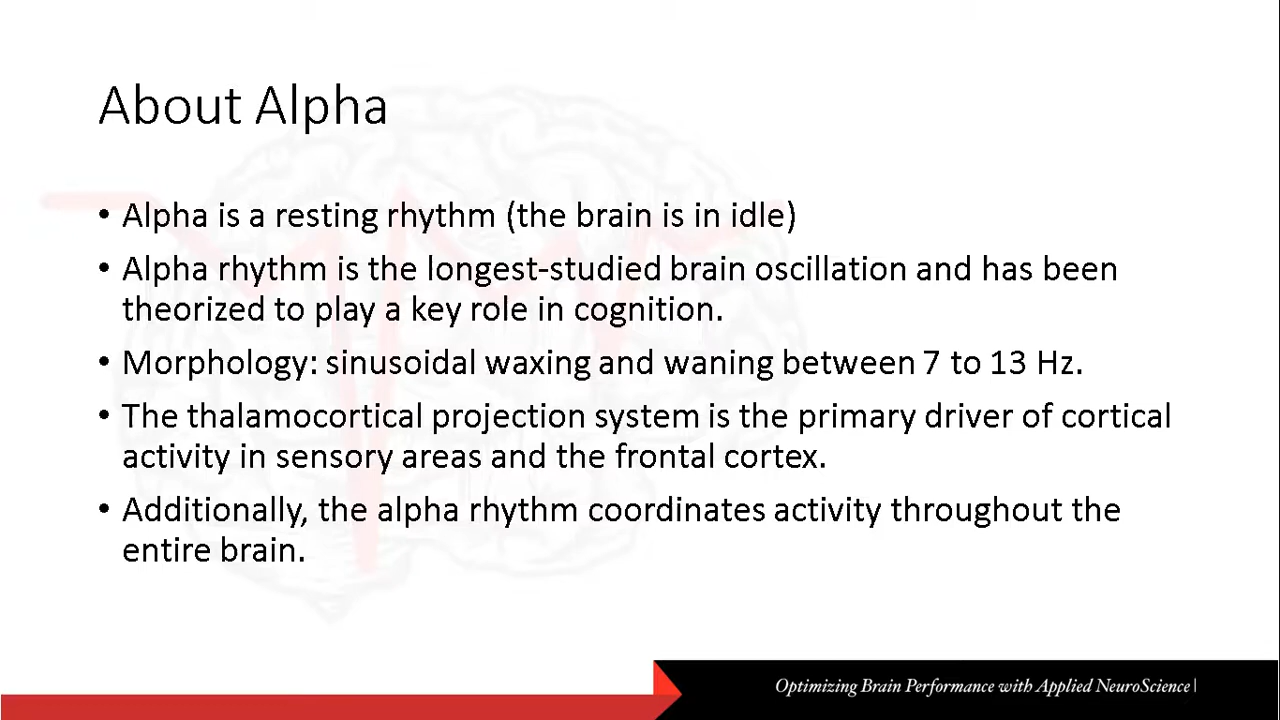 About Alpha
• Alpha is a resting rhythm (the brain is in idle)
• Alpha rhythm is the longest-studied brain oscillation and has been
theorized to play a key role in cognition.
• Morphology: sinusoidal waxing and waning between 7 to 13 Hz.
• The thalamocortical projection system is the primary driver of cortical
activity in sensory areas and the frontal cortex.
• Additionally, the alpha rhythm coordinates activity throughout the
entire brain.
Optimizing Brain Performance with Applied NeuroScience |